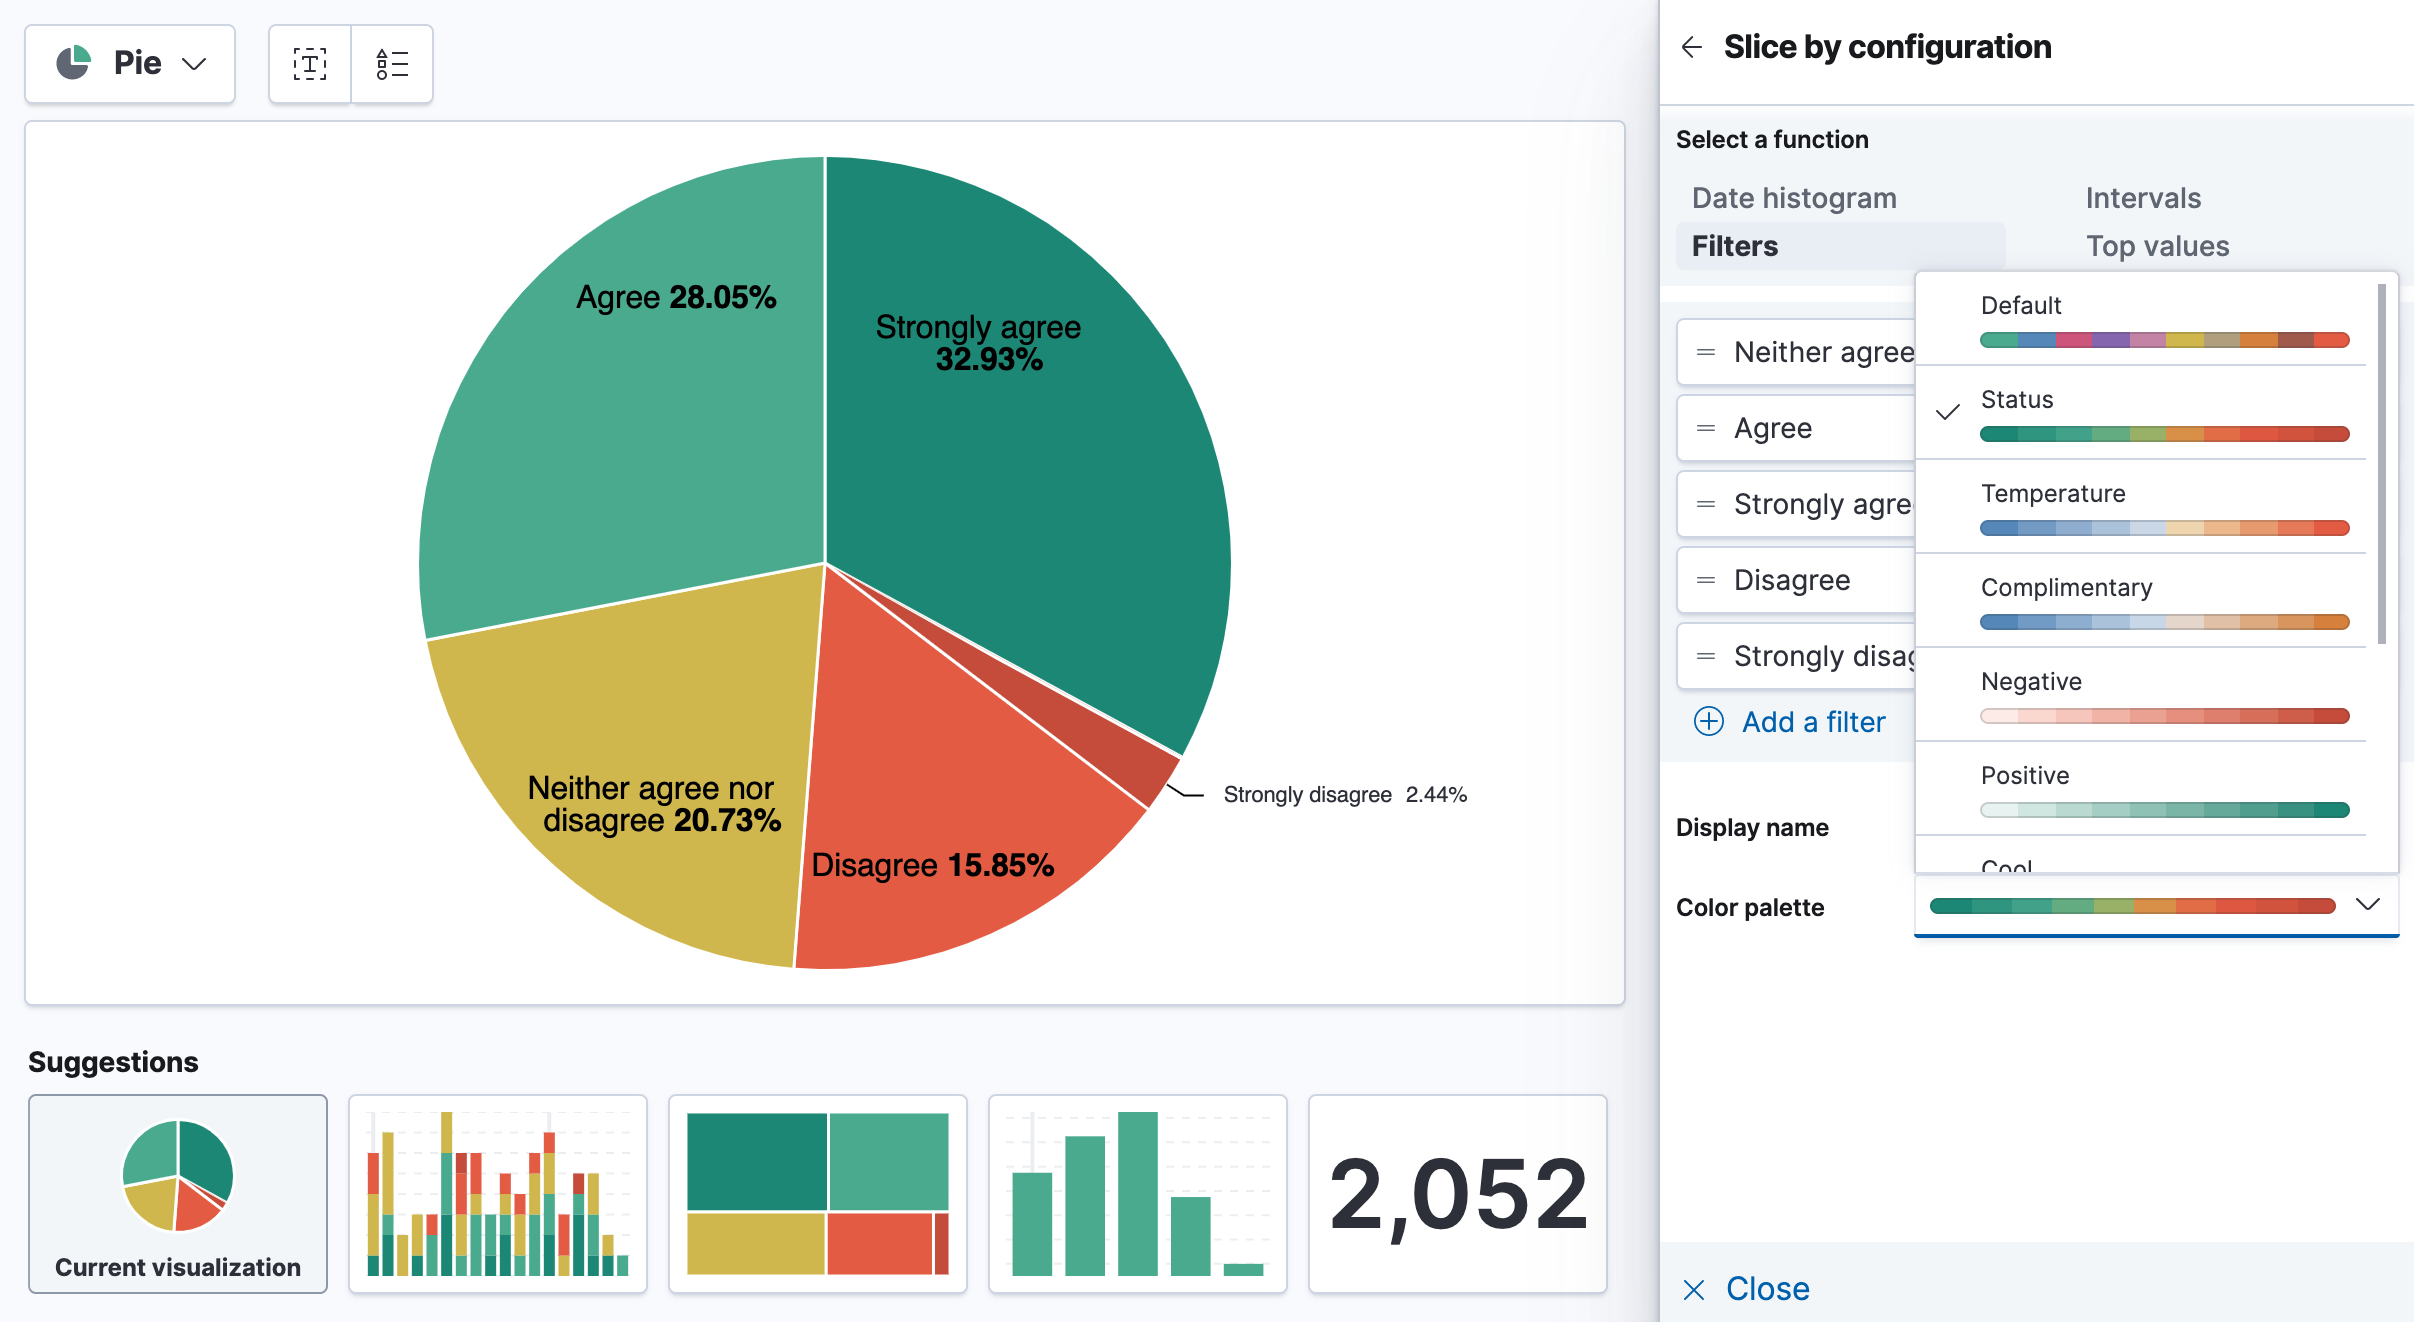 Pie
Agree 28.05%
Strongly agree
32.93%
Neither agree nor
disagree 20.73%
Disagree 15.85%
Strongly disagree 2.44%
Suggestions
Current visualization
2,052
Slice by configuration
Select a function
Date histogram
Intervals
Filters
Top values
Neither agree
Agree
Strongly agre
Disagree
Strongly disag
Add a filter
Default
Status
Temperature
Complimentary
Negative
Positive
Cool
Display name
Color palette
Close